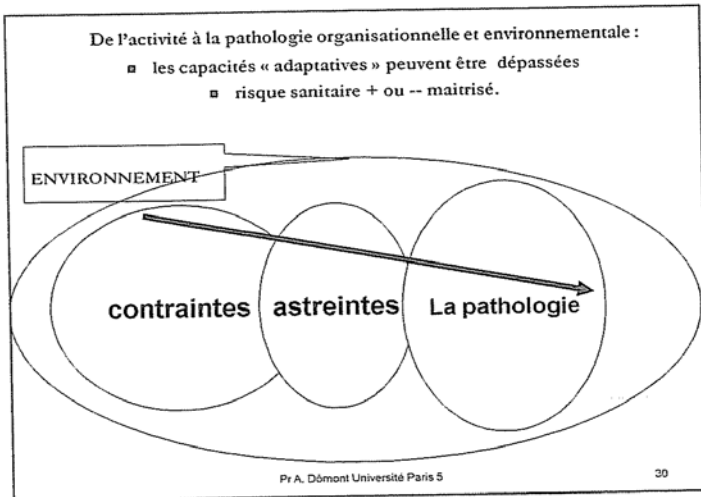 De l'activité à la pathologie organisationnelle et environnementale :
▫ les capacités « adaptatives » peuvent être dépassées
▫ risque sanitaire + ou -- maitrisé.
ENVIRONNEMENT
contraintes astreintes La pathologie
Pr A. Dômont Université Paris 5 30